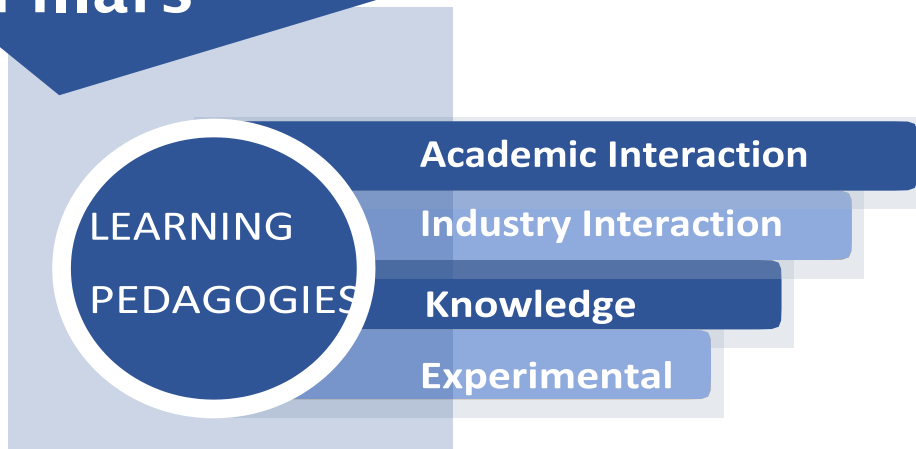 LEARNING
PEDAGOGIES
Academic Interaction
Industry Interaction
Knowledge
Experimental